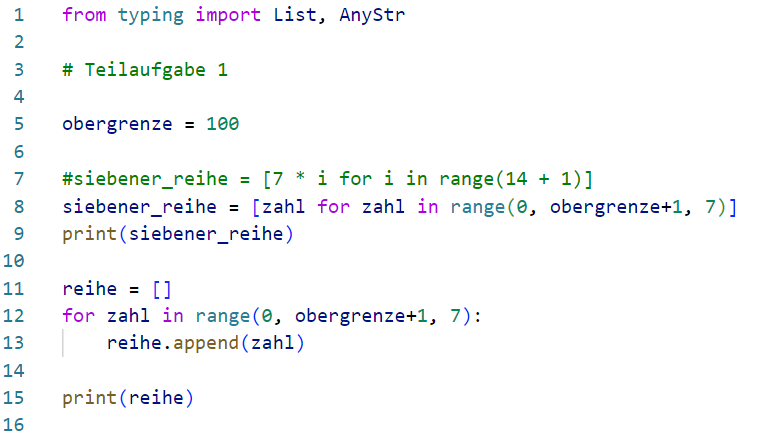 1 from typing import List, AnyStr
2
3 # Teilaufgabe 1
4
5 obergrenze = 100
6
7 #siebener_reihe = [7 * i for i in range(14 + 1)]
8 siebener_reihe = [zahl for zahl in range(0, obergrenze+1, 7)]
9 print(siebener_reihe)
10
11 reihe = []
12 for zahl in range(0, obergrenze+1, 7):
13     reihe.append(zahl)
14
15 print(reihe)
16